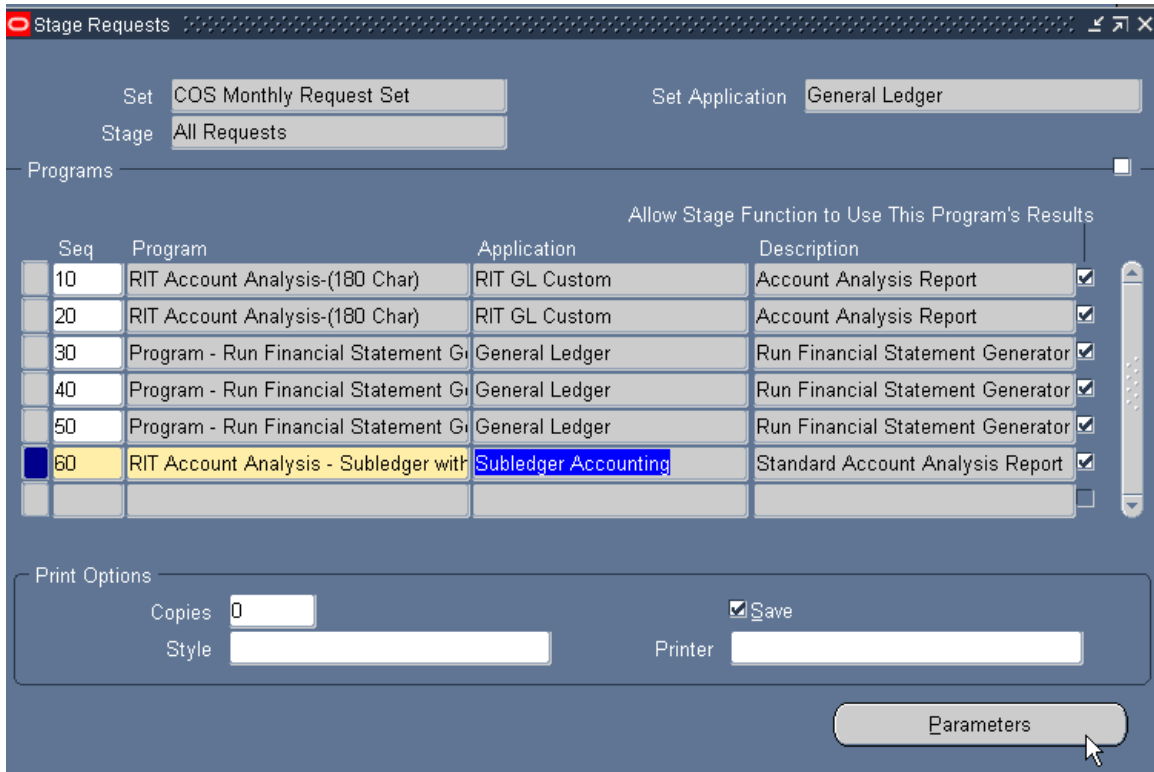 Stage Requests
Set COS Monthly Request Set Set Application General Ledger
Stage All Requests
Programs
Allow Stage Function to Use This Program's Results
Seq Program Application Description
10 RIT Account Analysis-(180 Char) RIT GL Custom Account Analysis Report
20 RIT Account Analysis-(180 Char) RIT GL Custom Account Analysis Report
30 Program - Run Financial Statement G General Ledger Run Financial Statement Generator
40 Program - Run Financial Statement G General Ledger Run Financial Statement Generator
50 Program - Run Financial Statement G General Ledger Run Financial Statement Generator
60 RIT Account Analysis - Subledger with Subledger Accounting Standard Account Analysis Report
Print Options
Copies 0 Save
Style Printer
Parameters